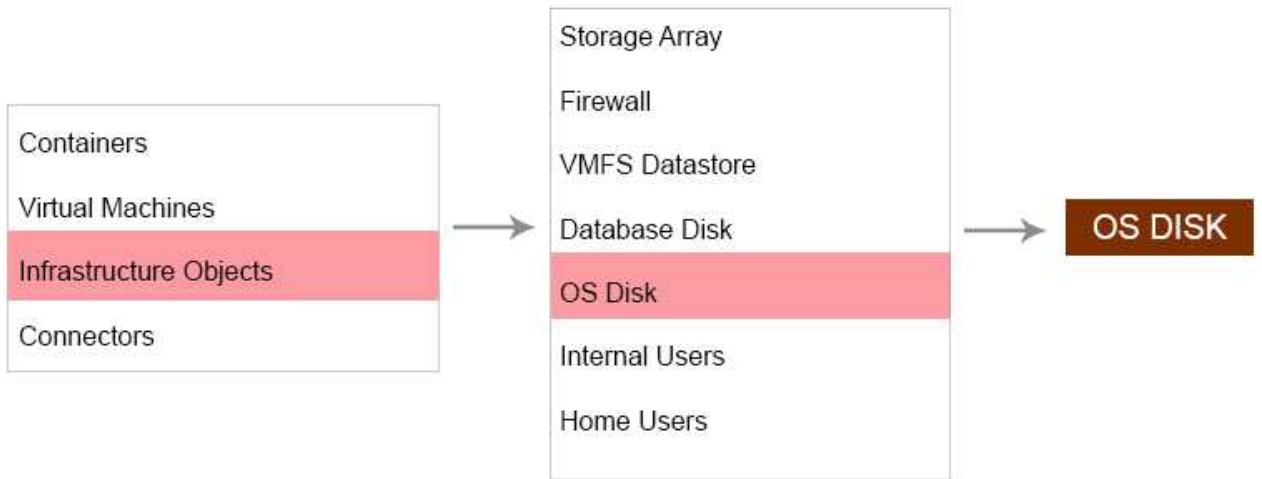 Containers
Virtual Machines
Infrastructure Objects
Connectors
Storage Array
Firewall
VMFS Datastore
Database Disk
OS Disk
Internal Users
Home Users
OS DISK